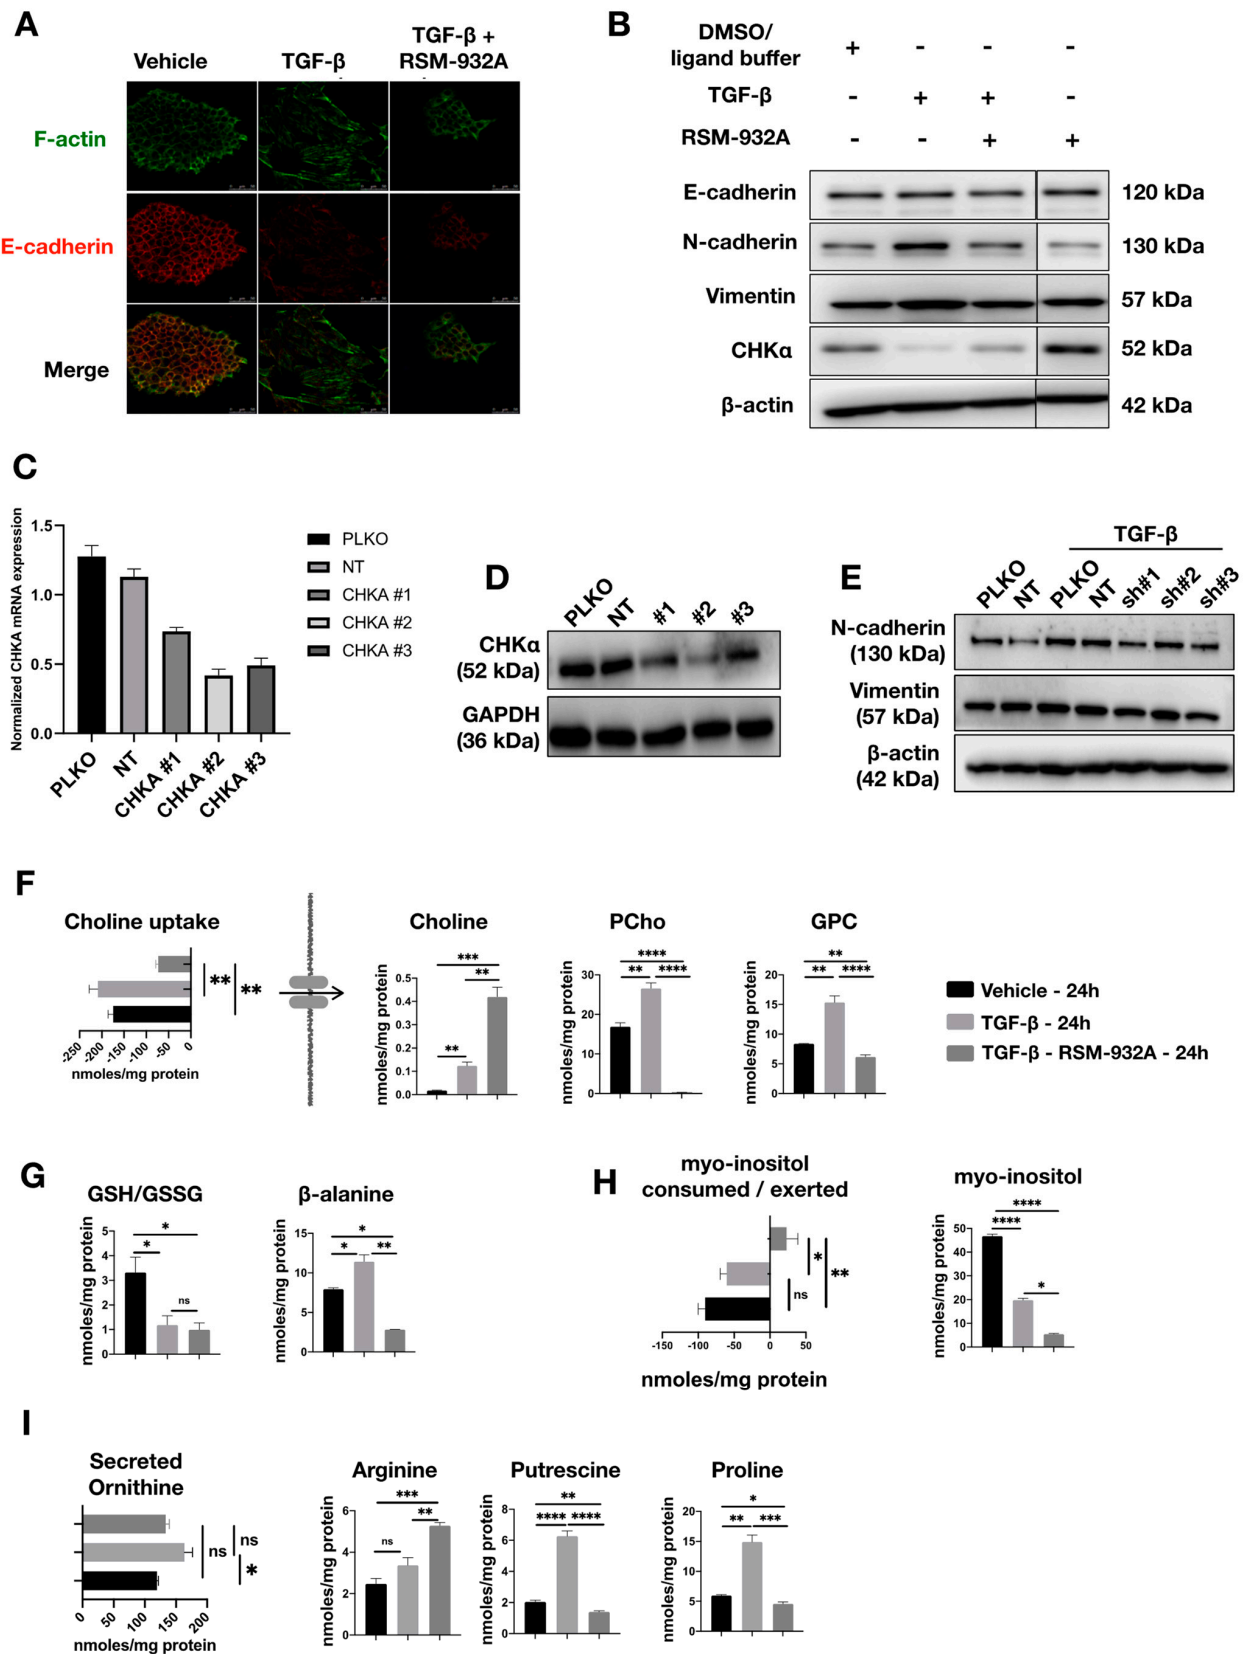 A
Vehicle
TGF-β
TGF-β +
RSM-932A
F-actin
E-cadherin
Merge
B
DMSO/
ligand buffer
+ - - -
TGF-β
- + + -
RSM-932A
- - + +
E-cadherin
120 kDa
N-cadherin
130 kDa
Vimentin
57 kDa
CHKα
52 kDa
β-actin
42 kDa
C
Normalized CHKA mRNA expression
1.5
1.0
0.5
0.0
PLKO
NT
CHKA #1
CHKA #2
CHKA #3
PLKO
NT
CHKA #1
CHKA #2
CHKA #3
D
PLKO
NT
#1
#2
#3
CHKα
(52 kDa)
GAPDH
(36 kDa)
E
TGF-β
PLKO
NT
PLKO
NT
sh#1
sh#2
sh#3
N-cadherin
(130 kDa)
Vimentin
(57 kDa)
β-actin
(42 kDa)
F
Choline uptake
**
**
-250 -200 -150 -100 -50 0
nmoles/mg protein
Choline
nmoles/mg protein
0.5
0.4
0.3
0.2
0.1
0.0
***
**
**
PCho
nmoles/mg protein
30
20
10
0
****
** ****
GPC
nmoles/mg protein
20
15
10
5
0
**
** ****
Vehicle - 24h
TGF-β - 24h
TGF-β - RSM-932A - 24h
G
GSH/GSSG
nmoles/mg protein
5
4
3
2
1
0
*
*
ns
β-alanine
nmoles/mg protein
15
10
5
0
*
* **
H
myo-inositol
consumed / exerted
*
**
ns
-150 -100 -50 0 50
nmoles/mg protein
myo-inositol
nmoles/mg protein
50
40
30
20
10
0
****
****
*
I
Secreted
Ornithine
ns
ns
*
0 50 100 150 200
nmoles/mg protein
Arginine
nmoles/mg protein
6
4
2
0
***
**
ns
Putrescine
nmoles/mg protein
8
6
4
2
0
**
**** ****
Proline
nmoles/mg protein
20
15
10
5
0
*
** ***